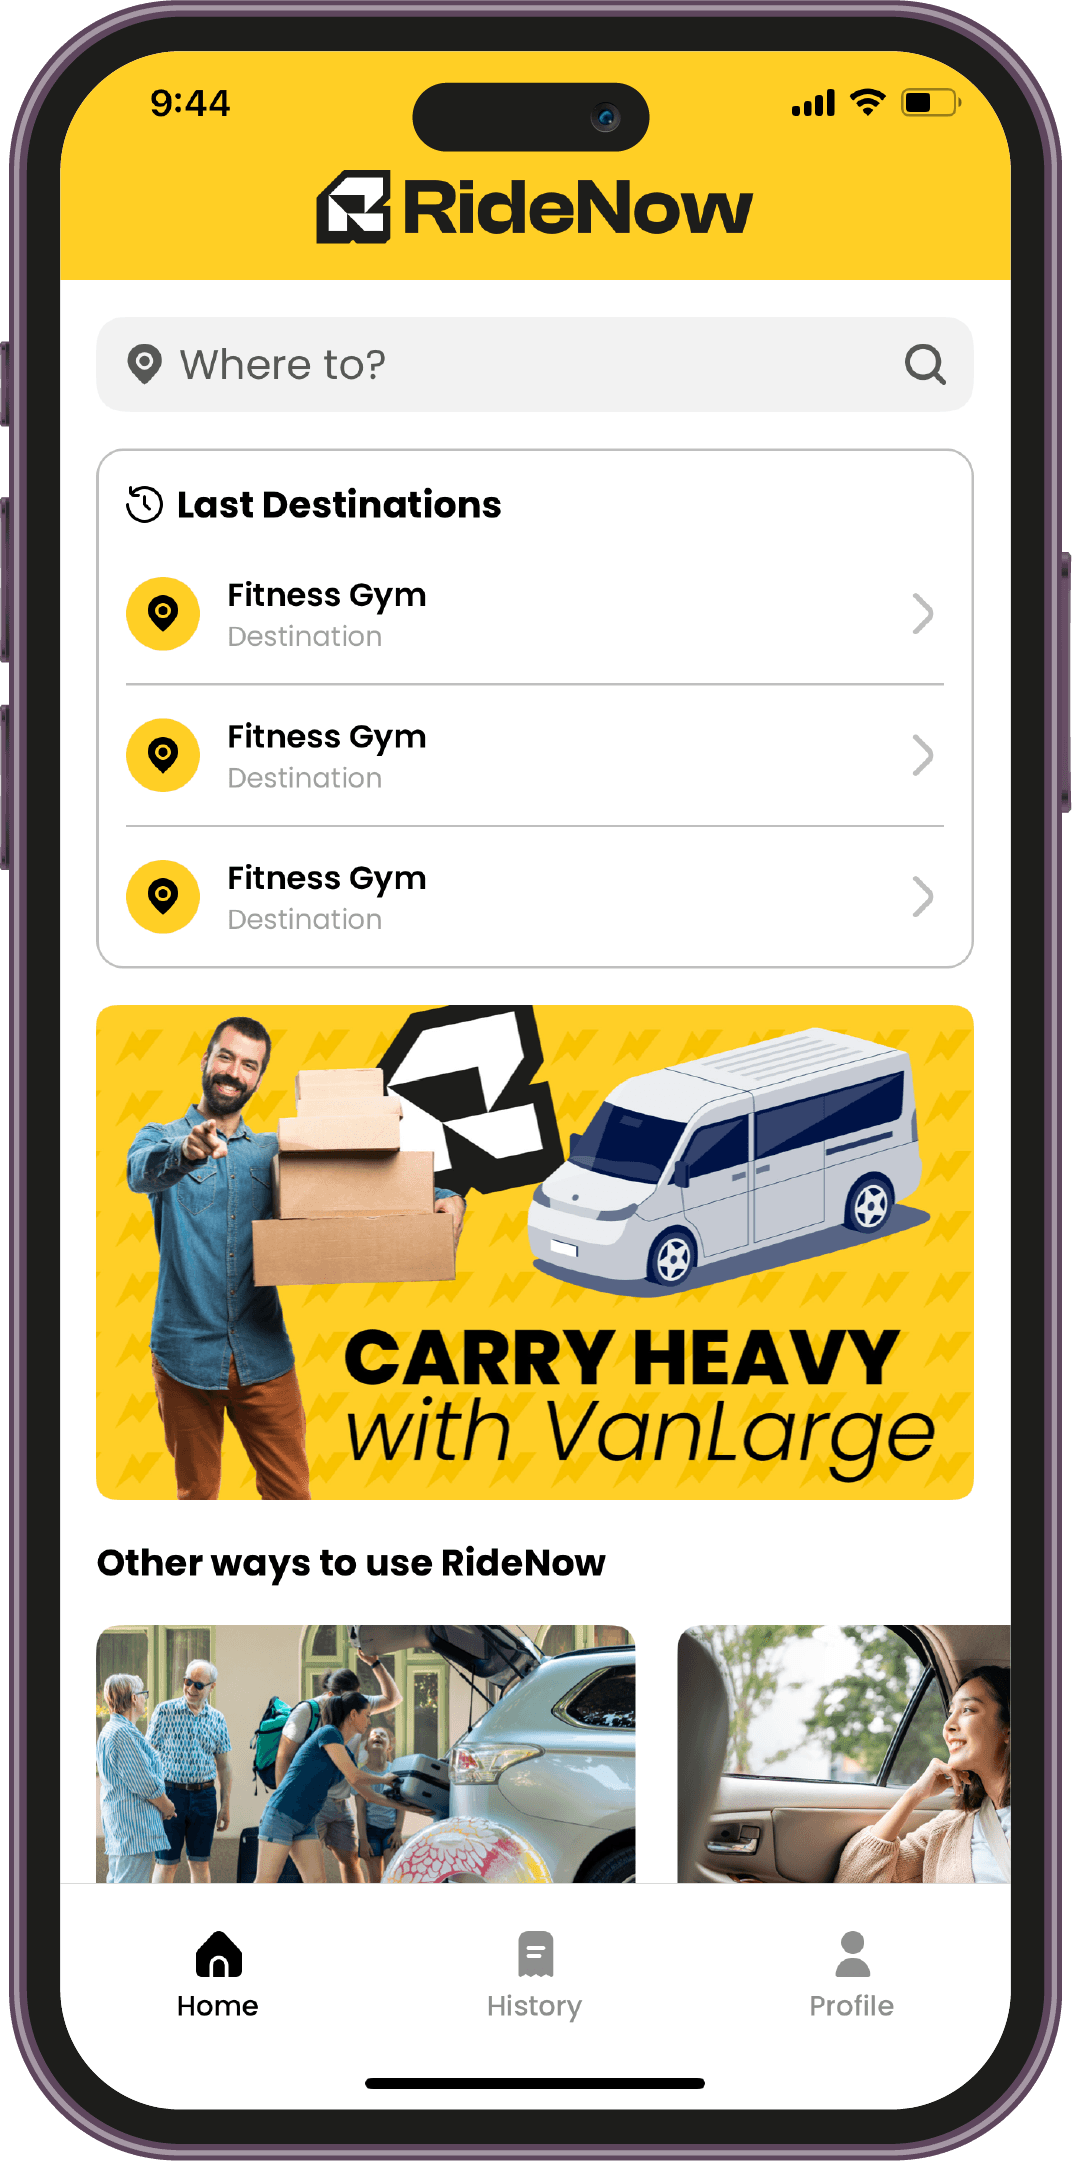 9:44
RideNow
Where to?
Last Destinations
Fitness Gym
Destination
Fitness Gym
Destination
Fitness Gym
Destination
CARRY HEAVY
with VanLarge
Other ways to use RideNow
Home
History
Profile